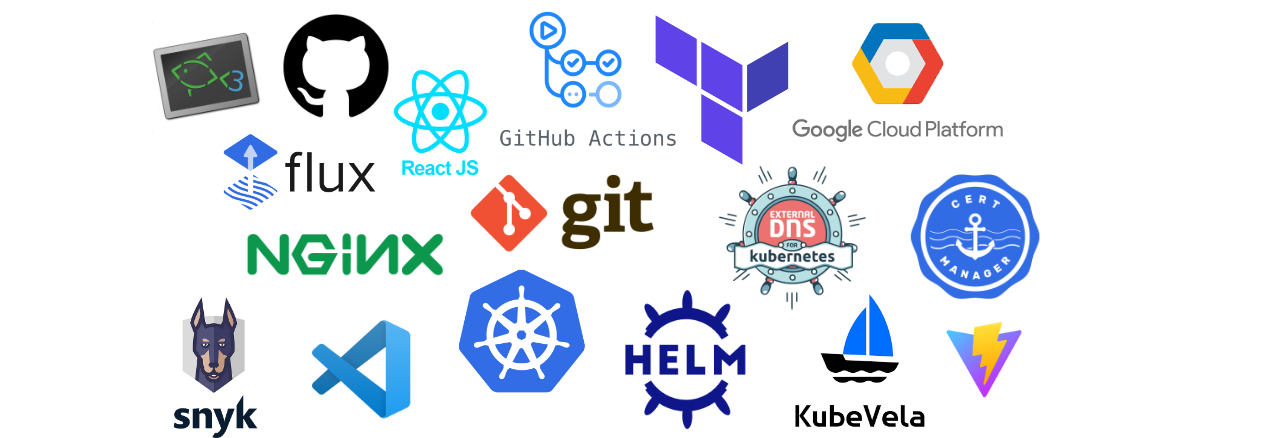 3
GitHub Actions
React JS
Google Cloud Platform
flux
git
EXTERNAL
DNS
FOR
kubernetes
CERT
MANAGER
NGINX
HELM
snyk
KubeVela